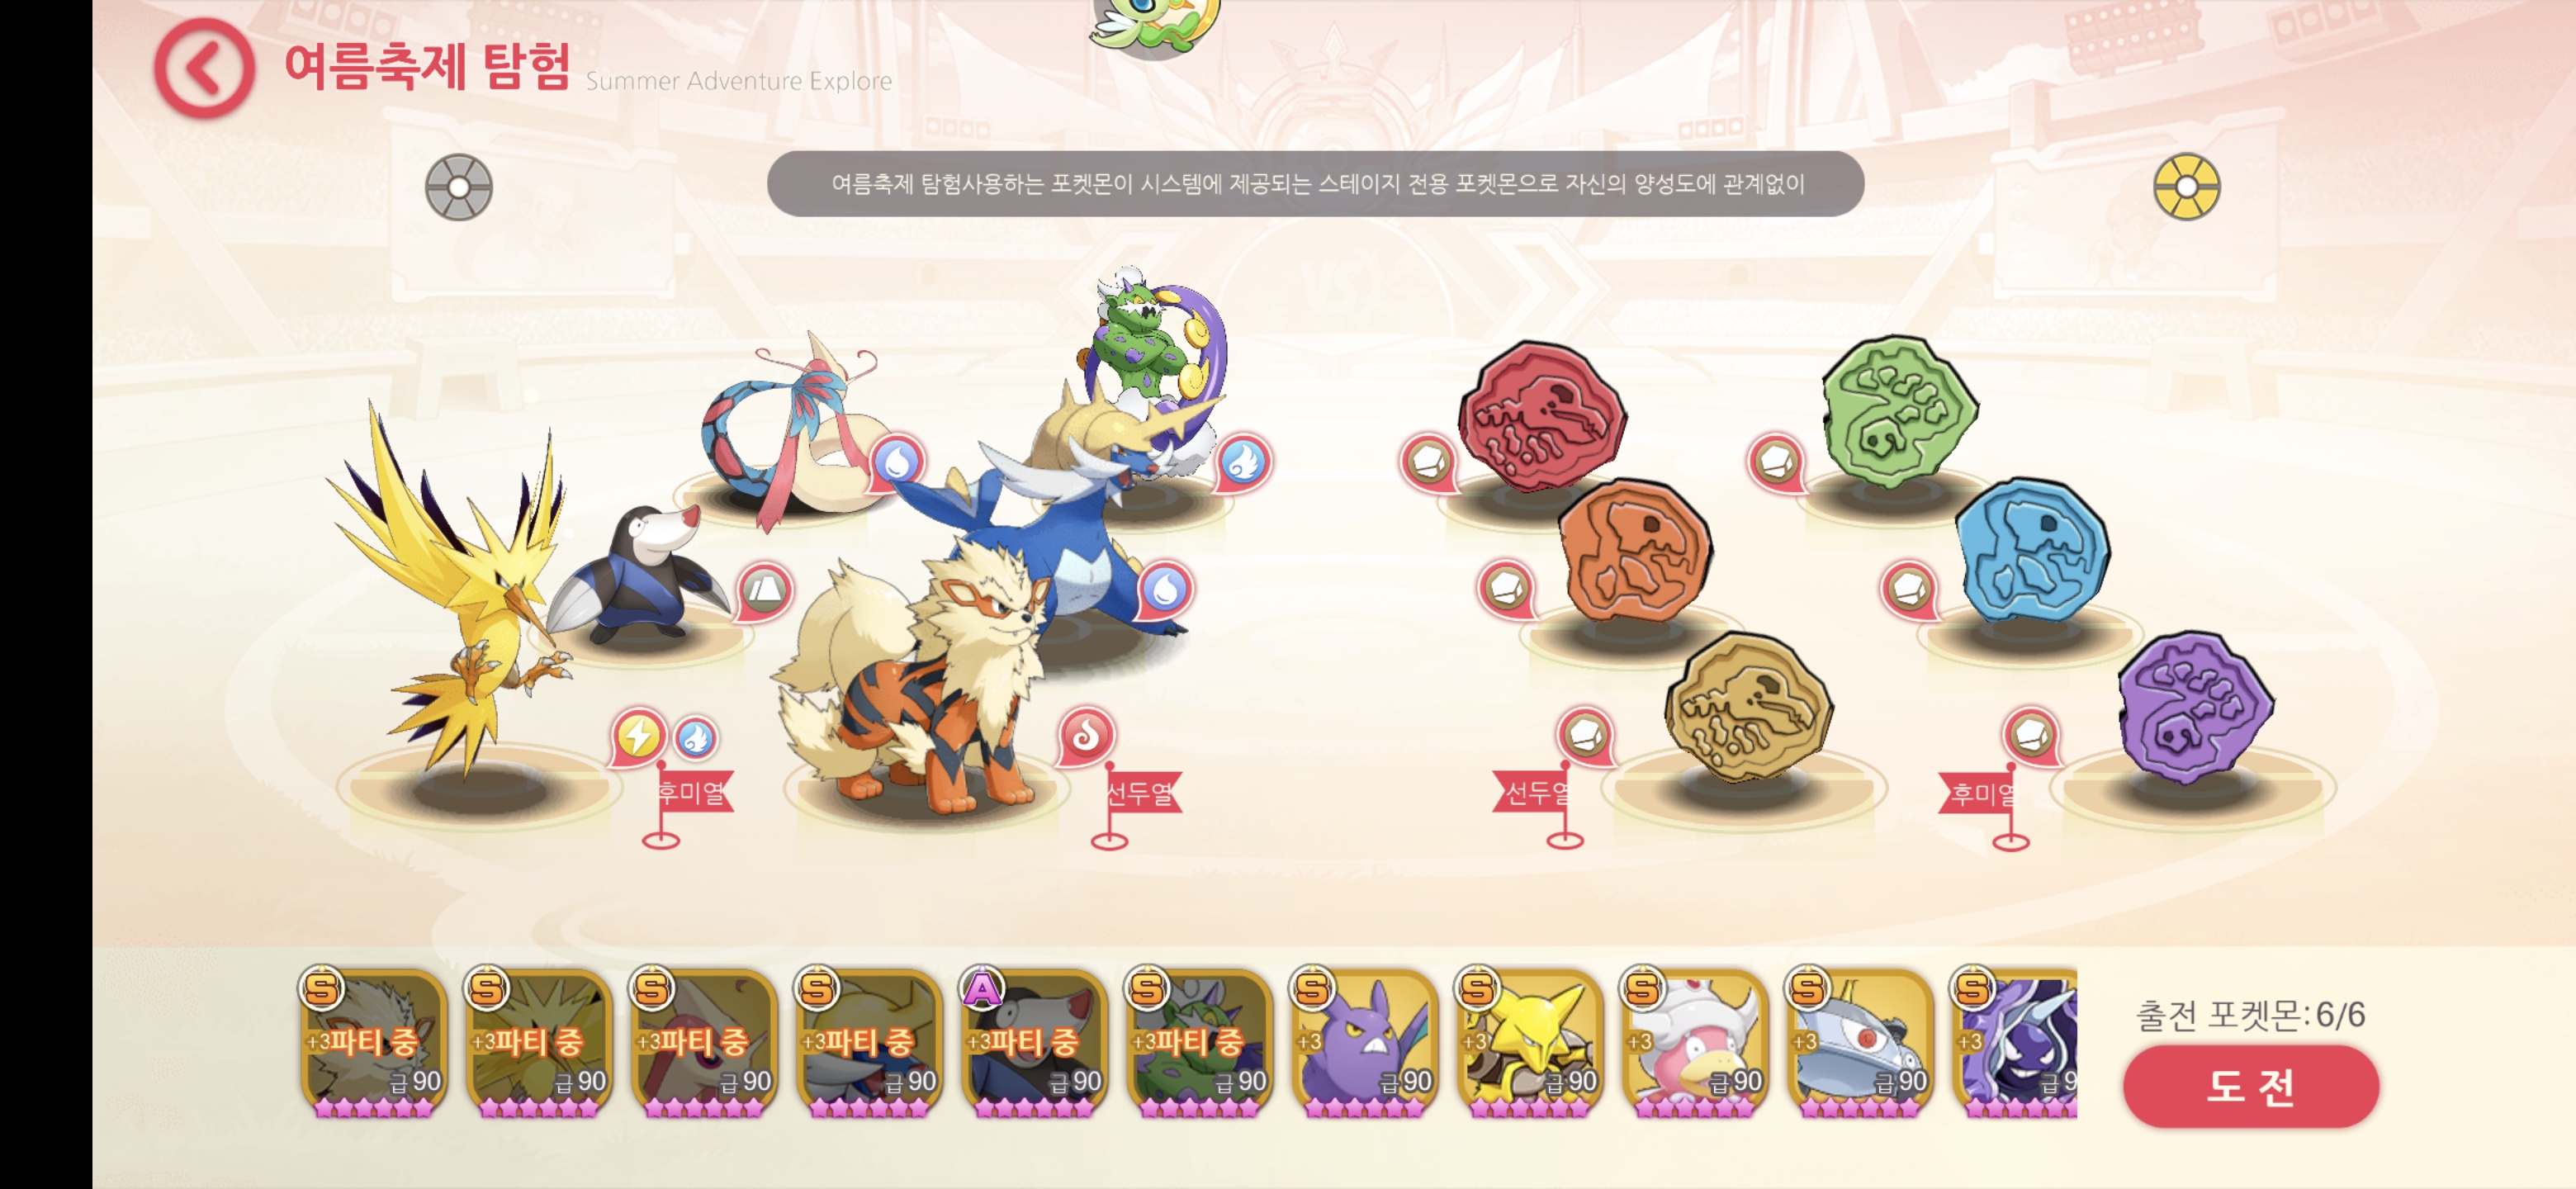 여름축제 탐험 Summer Adventure Explore
여름축제 탐험사용하는 포켓몬이 시스템에 제공되는 스테이지 전용 포켓몬으로 자신의 양성도에 관계없이
VS
후미열 선두열 선두열 후미열
S S S S A S S S S S S
+3파티 중 +3파티 중 +3파티 중 +3파티 중 +3파티 중 +3파티 중 +3 +3 +3 +3 +3
급90 급90 급90 급90 급90 급90 급90 급90 급90 급90 급9
출전 포켓몬:6/6
도전